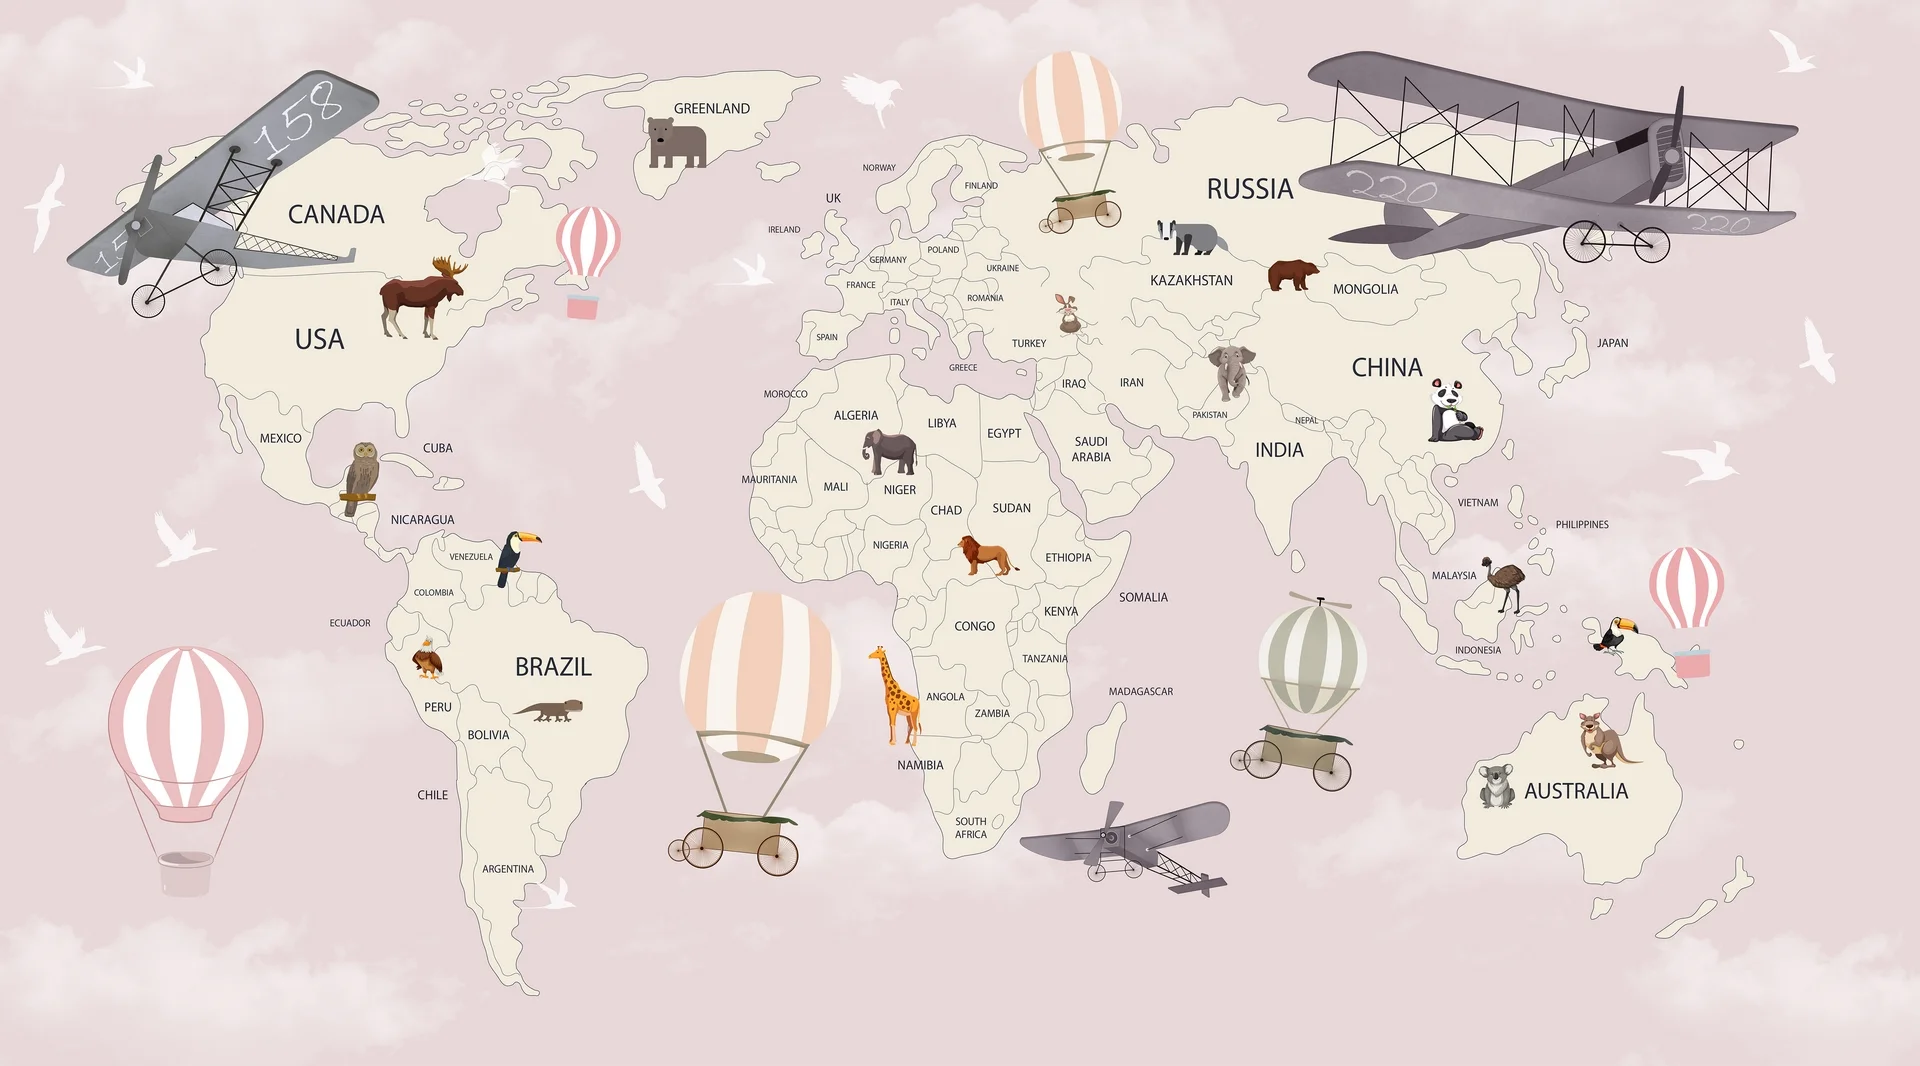 158
15
220
220
GREENLAND
CANADA
USA
MEXICO
CUBA
NICARAGUA
VENEZUELA
COLOMBIA
ECUADOR
BRAZIL
PERU
BOLIVIA
CHILE
ARGENTINA
NORWAY
FINLAND
UK
IRELAND
POLAND
GERMANY
UKRAINE
FRANCE
ROMANIA
ITALY
SPAIN
TURKEY
GREECE
RUSSIA
KAZAKHSTAN
MONGOLIA
JAPAN
CHINA
IRAQ
IRAN
PAKISTAN
NEPAL
INDIA
SAUDI
ARABIA
MOROCCO
ALGERIA
LIBYA
EGYPT
MAURITANIA
MALI
NIGER
CHAD
SUDAN
NIGERIA
ETHIOPIA
SOMALIA
KENYA
CONGO
TANZANIA
ANGOLA
ZAMBIA
MADAGASCAR
NAMIBIA
SOUTH
AFRICA
VIETNAM
PHILIPPINES
MALAYSIA
INDONESIA
AUSTRALIA